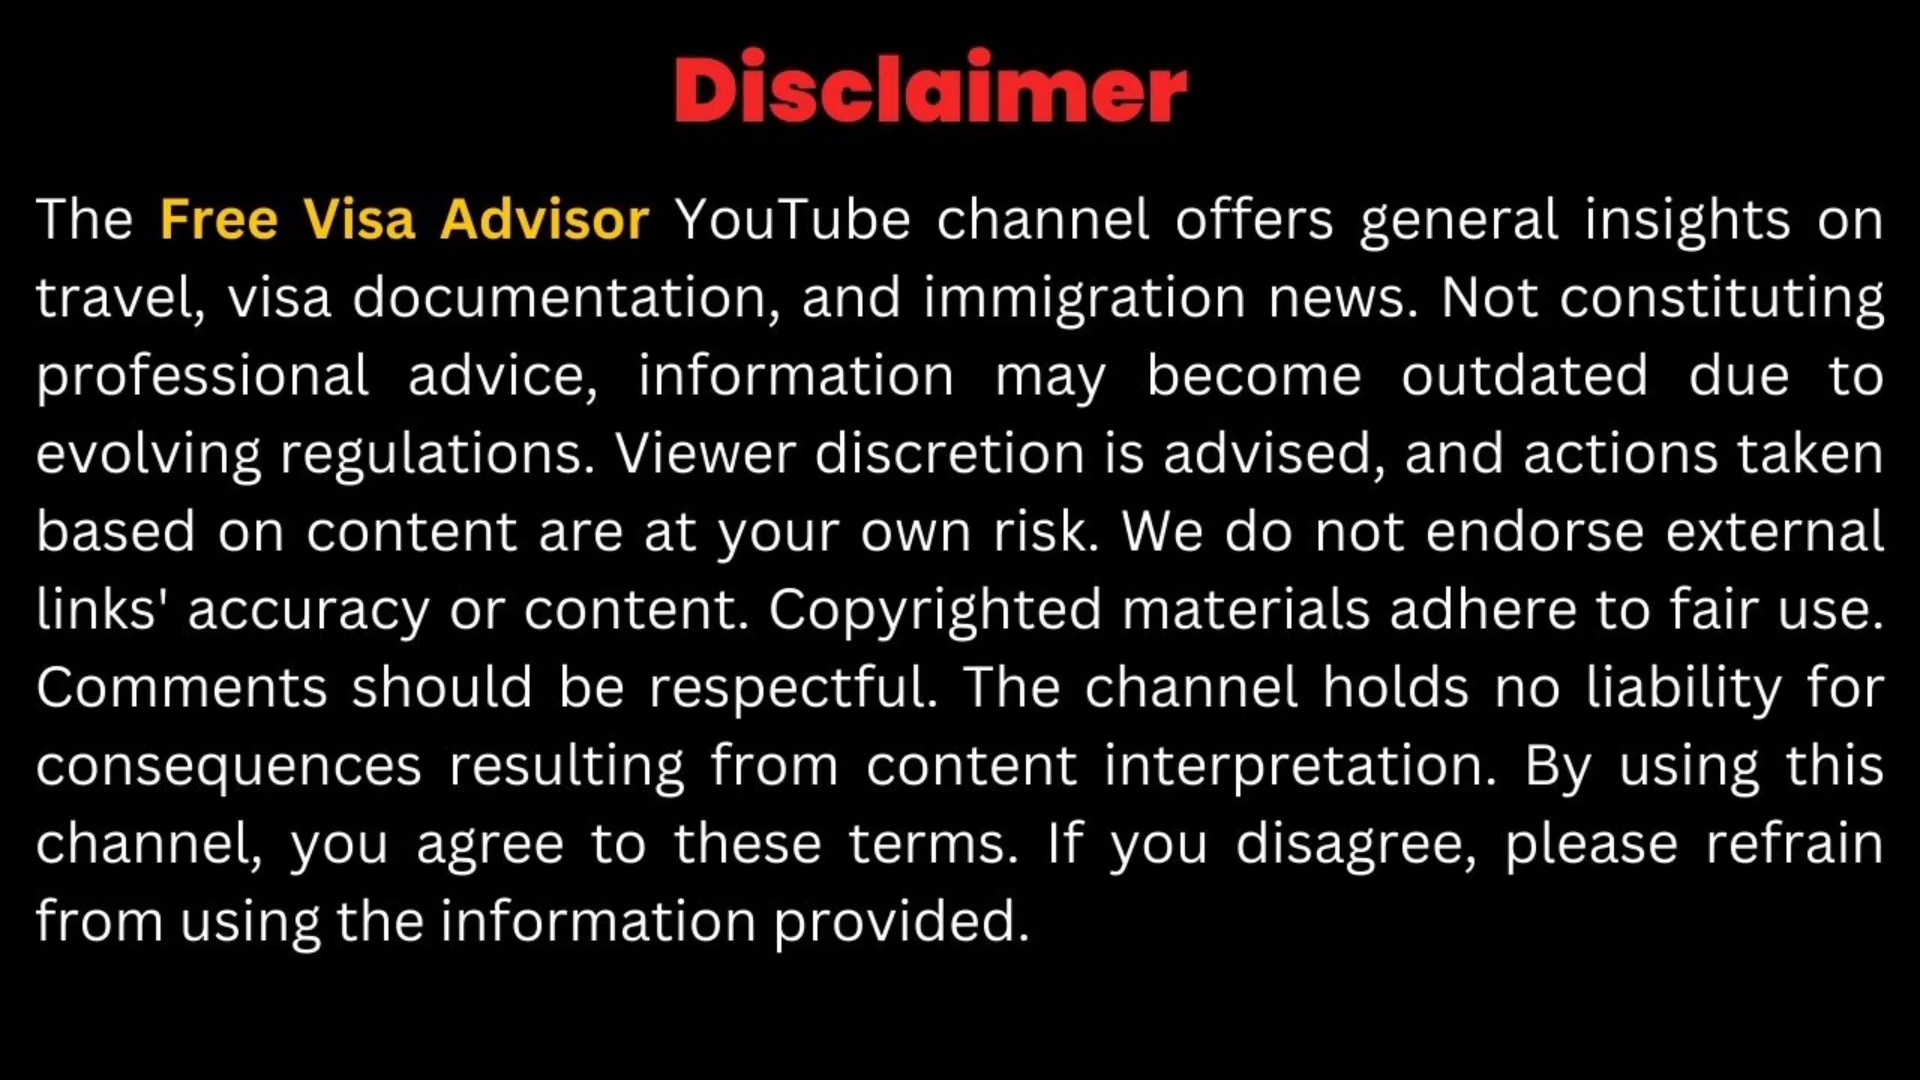 Disclaimer
The Free Visa Advisor YouTube channel offers general insights on
travel, visa documentation, and immigration news. Not constituting
professional advice, information may become outdated due to
evolving regulations. Viewer discretion is advised, and actions taken
based on content are at your own risk. We do not endorse external
links' accuracy or content. Copyrighted materials adhere to fair use.
Comments should be respectful. The channel holds no liability for
consequences resulting from content interpretation. By using this
channel, you agree to these terms. If you disagree, please refrain
from using the information provided.